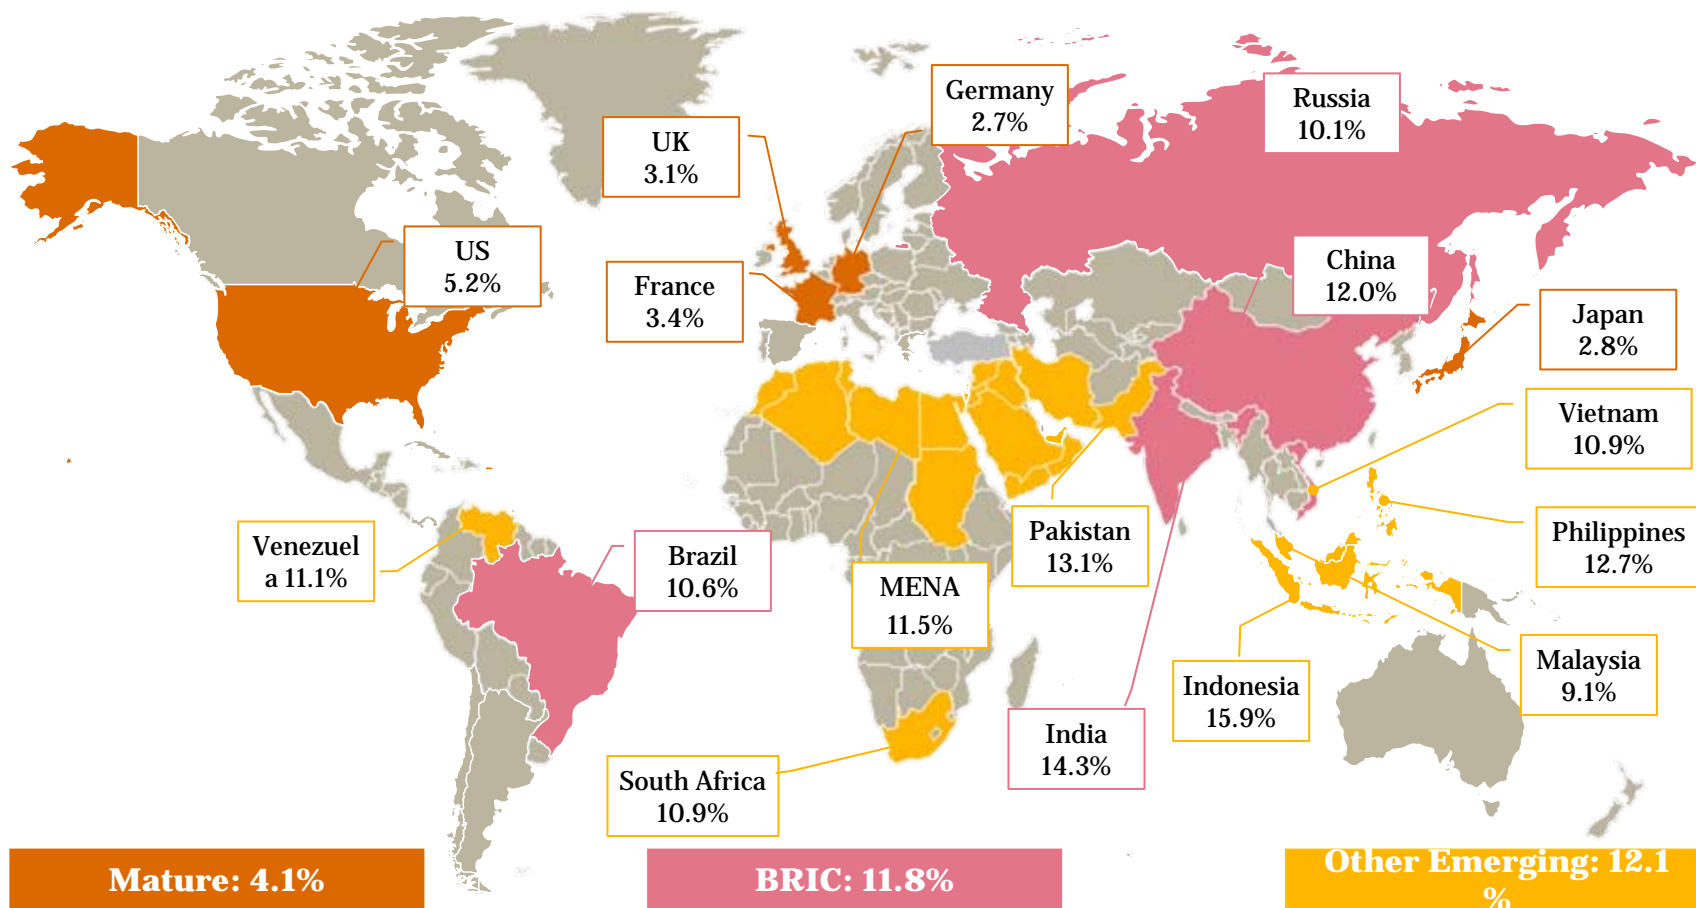 Germany
2.7%
Russia
10.1%
UK
3.1%
US
5.2%
France
3.4%
China
12.0%
Japan
2.8%
Vietnam
10.9%
Venezuel
a 11.1%
Brazil
10.6%
MENA
11.5%
Pakistan
13.1%
Philippines
12.7%
Indonesia
15.9%
Malaysia
9.1%
India
14.3%
South Africa
10.9%
Mature: 4.1%
BRIC: 11.8%
Other Emerging: 12.1
%